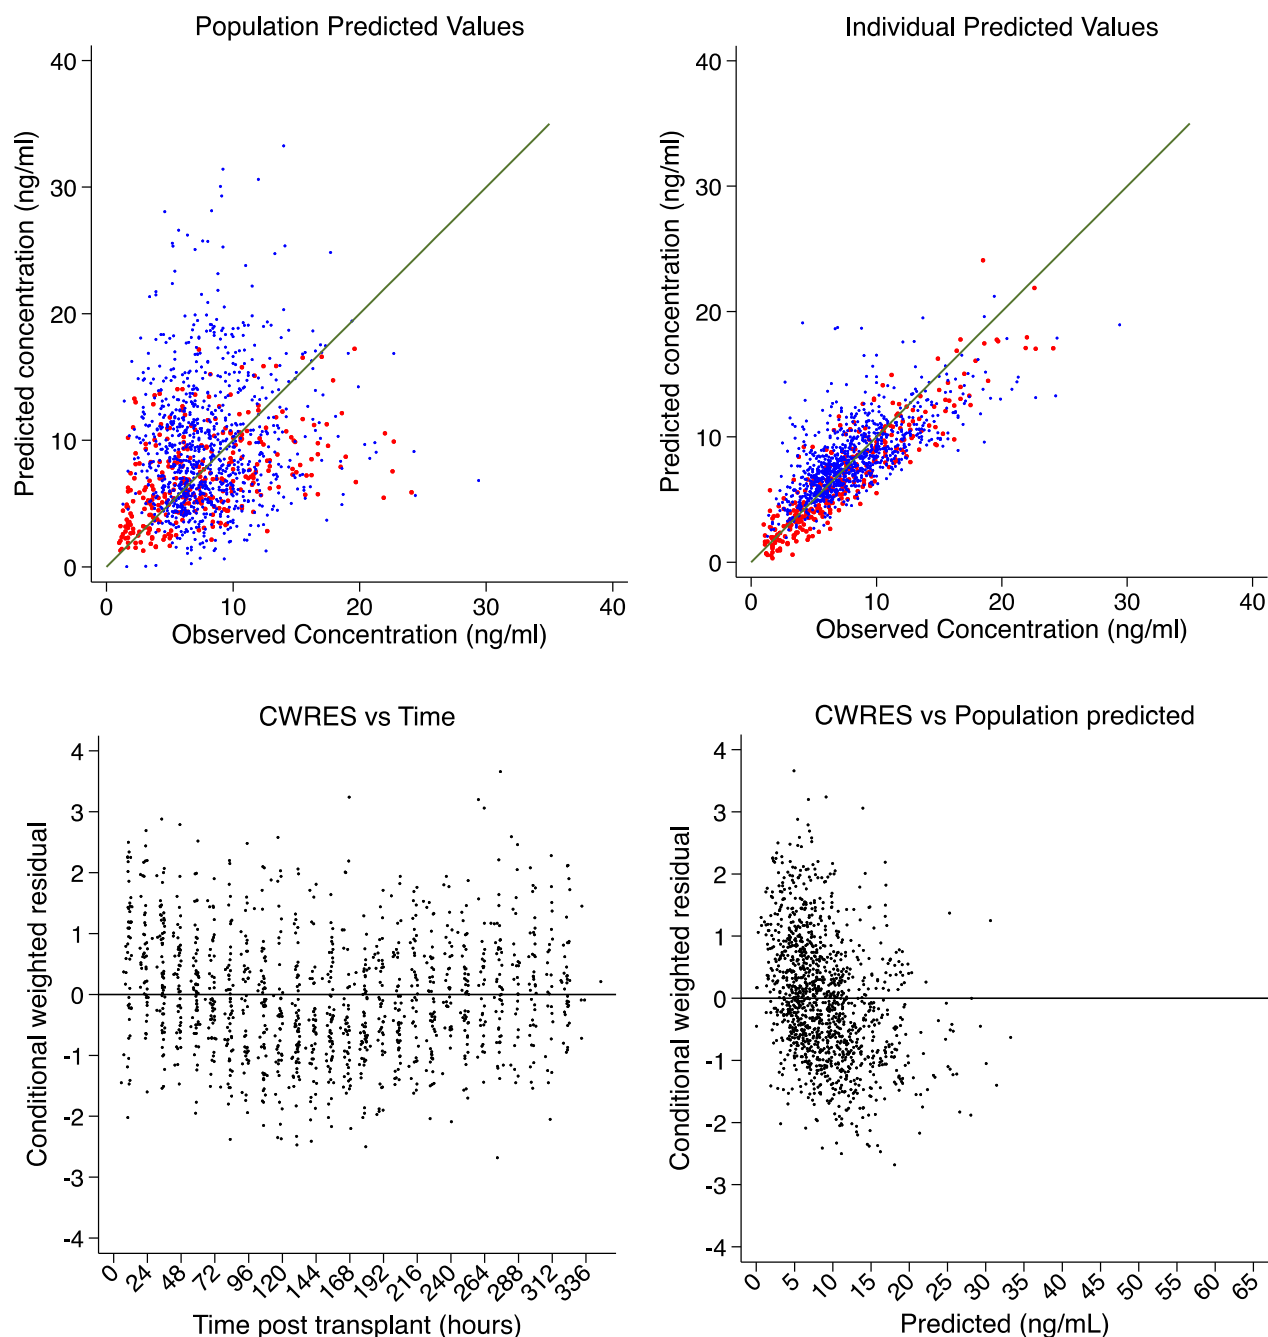 Population Predicted Values
Predicted concentration (ng/ml)
40
30
20
10
0
0 10 20 30 40
Observed Concentration (ng/ml)
Individual Predicted Values
Predicted concentration (ng/ml)
40
30
20
10
0
0 10 20 30 40
Observed Concentration (ng/ml)
CWRES vs Time
Conditional weighted residual
4
3
2
1
0
-1
-2
-3
-4
0 24 48 72 96 120 144 168 192 216 240 264 288 312 336
Time post transplant (hours)
CWRES vs Population predicted
Conditional weighted residual
4
3
2
1
0
-1
-2
-3
-4
0 5 10 15 20 25 30 35 40 45 50 55 60 65
Predicted (ng/mL)